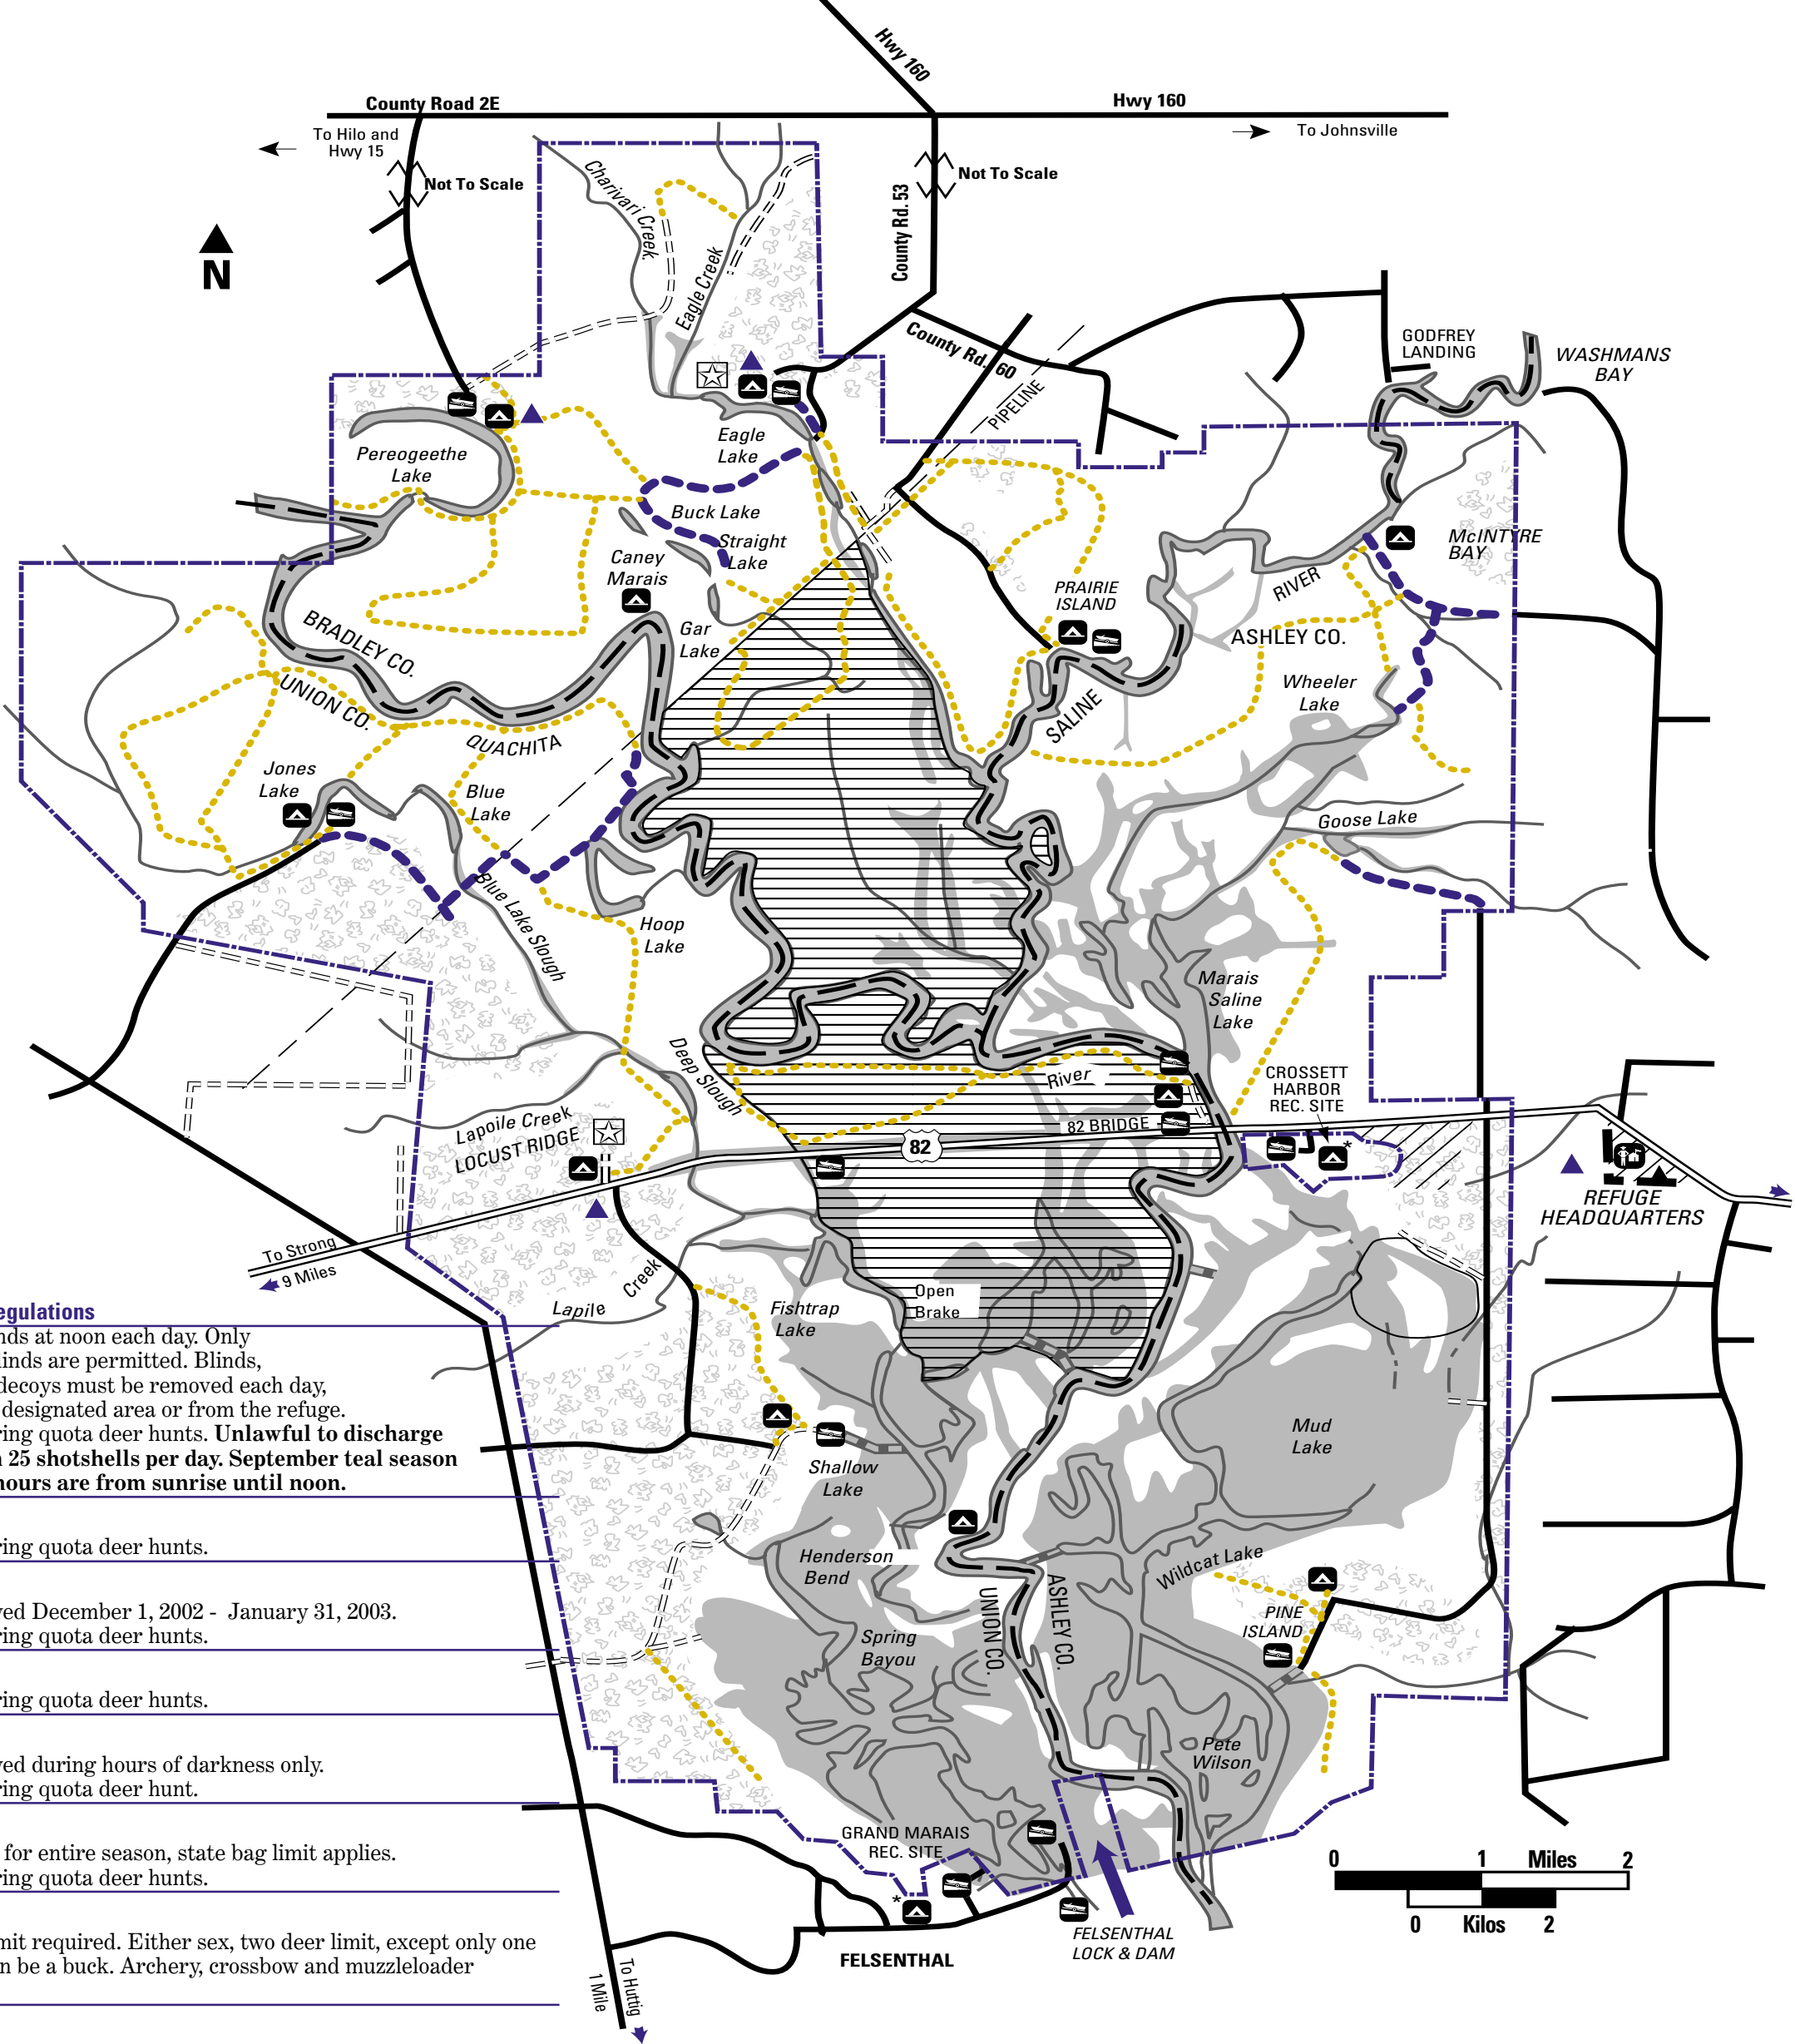 Hwy 160
County Road 2E
Hwy 160
To Hilo and
Hwy 15
To Johnsville
Not To Scale
Not To Scale
County Rd. 53
N
Charivari Creek
Eagle Creek
County Rd. 60
PIPELINE
GODFREY
LANDING
WASHMANS
BAY
Eagle
Lake
Pereogeethe
Lake
Buck Lake
Straight
Lake
Caney
Marais
McINTYRE
BAY
PRAIRIE
ISLAND
RIVER
ASHLEY CO.
BRADLEY CO.
Gar
Lake
UNION CO.
QUACHITA
SALINE
Wheeler
Lake
Jones
Lake
Blue
Lake
Goose Lake
Blue Lake Slough
Hoop
Lake
Marais
Saline
Lake
Deep Slough
River
CROSSETT
HARBOR
REC. SITE
*
Lapoile Creek
LOCUST RIDGE
82
82 BRIDGE
REFUGE
HEADQUARTERS
To Strong
9 Miles
Lapile
Creek
Fishtrap
Lake
Open
Brake
egulations
nds at noon each day. Only
linds are permitted. Blinds,
decoys must be removed each day,
designated area or from the refuge.
ring quota deer hunts. Unlawful to discharge
n 25 shotshells per day. September teal season
hours are from sunrise until noon.
Mud
Lake
Shallow
Lake
ring quota deer hunts.
Henderson
Bend
Wildcat Lake
UNION CO.
ASHLEY CO.
ved December 1, 2002 - January 31, 2003.
ring quota deer hunts.
PINE
ISLAND
Spring
Bayou
ring quota deer hunts.
Pete
Wilson
ved during hours of darkness only.
ring quota deer hunt.
GRAND MARAIS
REC. SITE
*
for entire season, state bag limit applies.
ring quota deer hunts.
0 1 Miles 2
0 Kilos 2
FELSENTHAL
LOCK & DAM
FELSENTHAL
mit required. Either sex, two deer limit, except only one
n be a buck. Archery, crossbow and muzzleloader
To Huttig
1 Mile